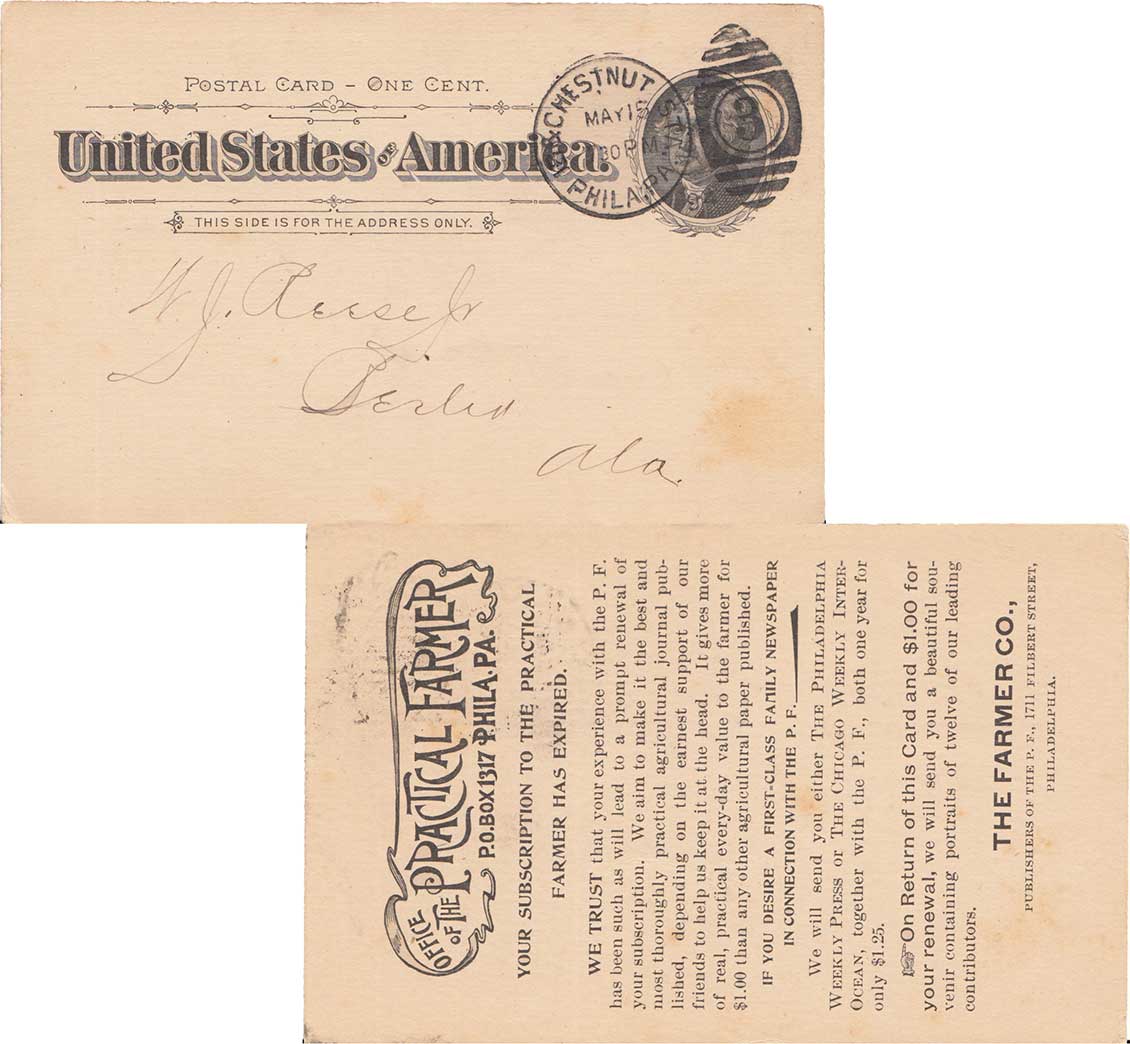 POSTAL CARD – ONE CENT.
United States OF America.
THIS SIDE IS FOR THE ADDRESS ONLY.
CHESTNUT STA.
MAY 15
30 PM
PHILA, PA.
9
W. J. Reese Jr
Berlin
Ala.
OFFICE
OF THE PRACTICAL FARMER
P.O. BOX 1317 PHILA. PA.
YOUR SUBSCRIPTION TO THE PRACTICAL
FARMER HAS EXPIRED.
WE TRUST that your experience with the P. F.
has been such as will lead to a prompt renewal of
your subscription. We aim to make it the best and
most thoroughly practical agricultural journal pub-
lished, depending on the earnest support of our
friends to help us keep it at the head. It gives more
of real, practical every-day value to the farmer for
$1.00 than any other agricultural paper published.
IF YOU DESIRE A FIRST-CLASS FAMILY NEWSPAPER
IN CONNECTION WITH THE P. F.
We will send you either THE PHILADELPHIA
WEEKLY PRESS or THE CHICAGO WEEKLY INTER-
OCEAN, together with the P. F., both one year for
only $1.25.
On Return of this Card and $1.00 for
your renewal, we will send you a beautiful sou-
venir containing portraits of twelve of our leading
contributors.
THE FARMER CO.,
PUBLISHERS OF THE P. F., 1711 FILBERT STREET,
PHILADELPHIA.